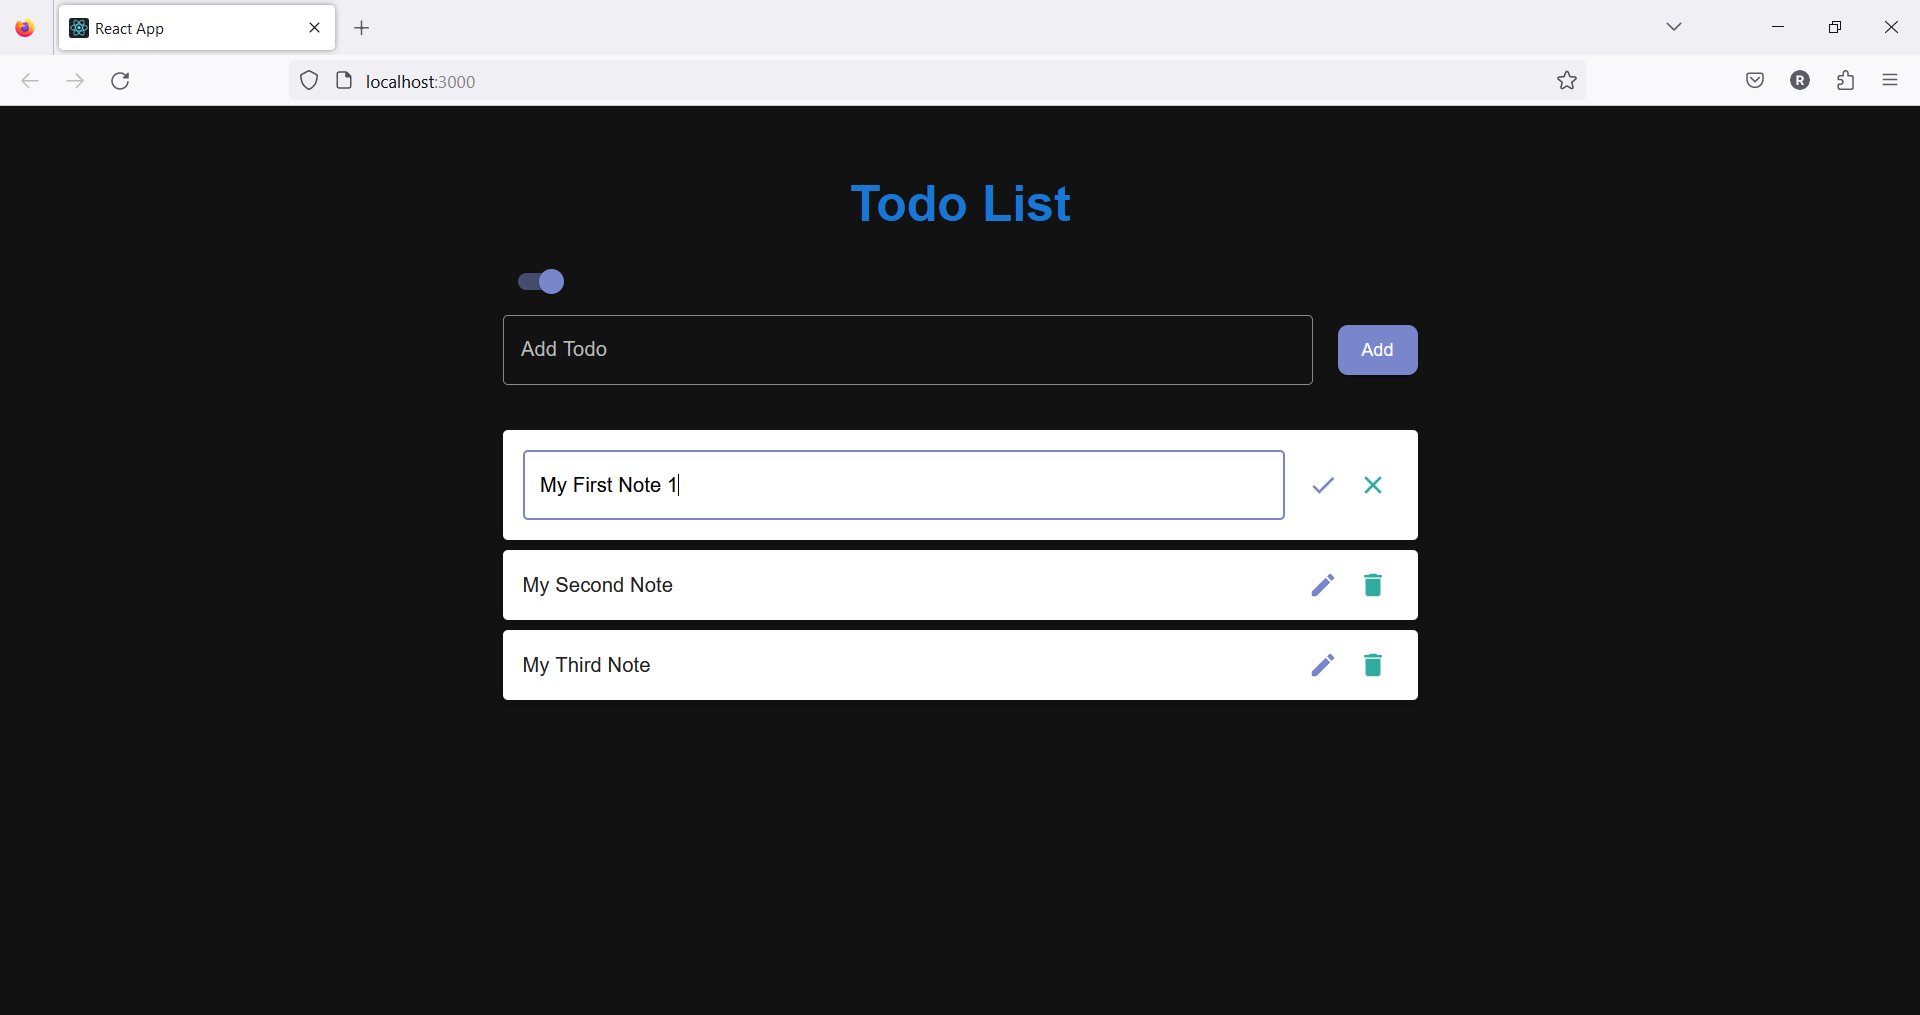 React App
localhost:3000
R
Todo List
Add Todo
Add
My First Note 1
My Second Note
My Third Note